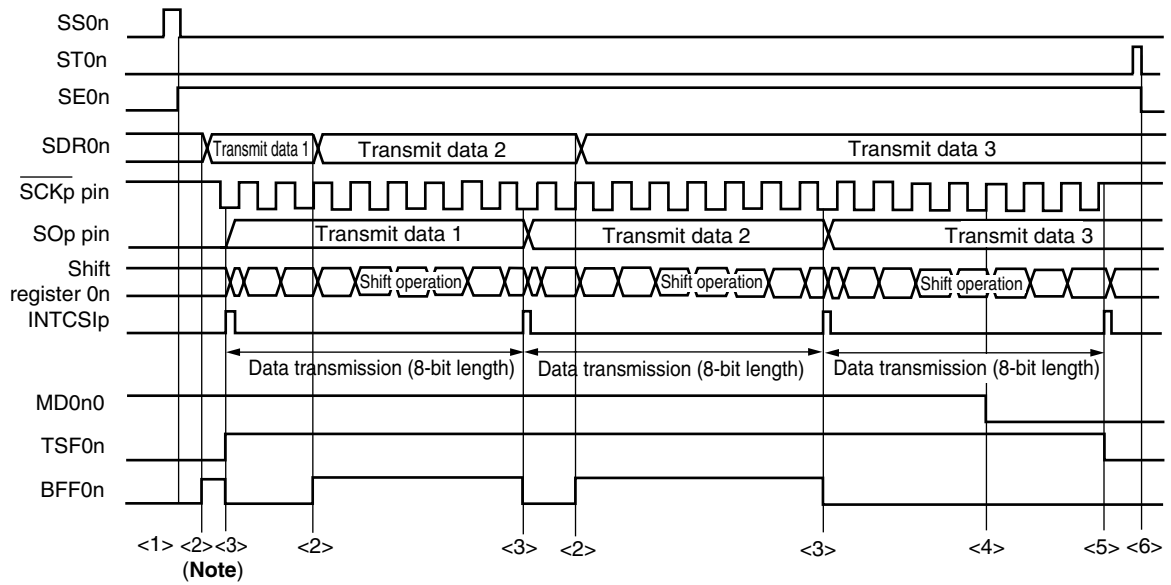 SS0n
ST0n
SE0n
SDR0n
Transmit data 1
Transmit data 2
Transmit data 3
SCKp pin
SOp pin
Transmit data 1
Transmit data 2
Transmit data 3
Shift
register 0n
Shift operation
Shift operation
Shift operation
INTCSIp
Data transmission (8-bit length)
Data transmission (8-bit length)
Data transmission (8-bit length)
MD0n0
TSF0n
BFF0n
<1> <2> <3> <2> <3> <2> <3> <4> <5> <6>
(Note)